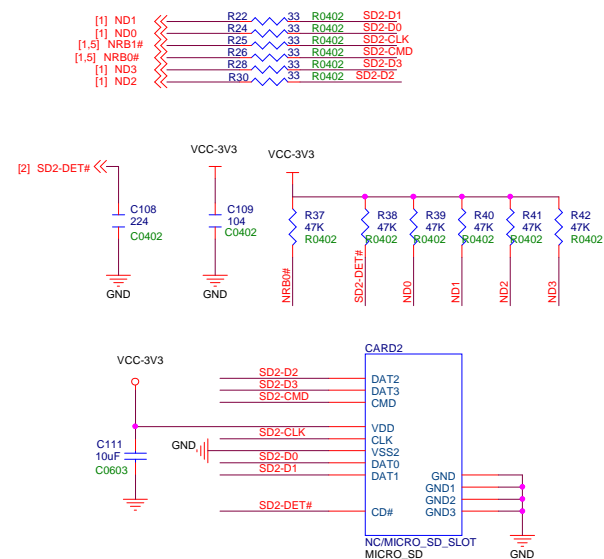 [1] ND1 R22 33 R0402 SD2-D1
[1] ND0 R24 33 R0402 SD2-D0
[1,5] NRB1# R25 33 R0402 SD2-CLK
[1,5] NRB0# R26 33 R0402 SD2-CMD
[1] ND3 R28 33 R0402 SD2-D3
[1] ND2 R30 33 R0402 SD2-D2
[2] SD2-DET#
C108
224
C0402
GND
VCC-3V3
C109
104
C0402
GND
VCC-3V3
R37 R38 R39 R40 R41 R42
47K 47K 47K 47K 47K 47K
R0402 R0402 R0402 R0402 R0402 R0402
NRB0# SD2-DET# ND0 ND1 ND2 ND3
VCC-3V3
C111
10uF
C0603
CARD2
SD2-D2 DAT2
SD2-D3 DAT3
SD2-CMD CMD
VDD
SD2-CLK CLK
GND VSS2
SD2-D0 DAT0
SD2-D1 DAT1
SD2-DET# CD#
GND
GND1
GND2
GND3
GND
NC/MICRO_SD_SLOT
MICRO_SD